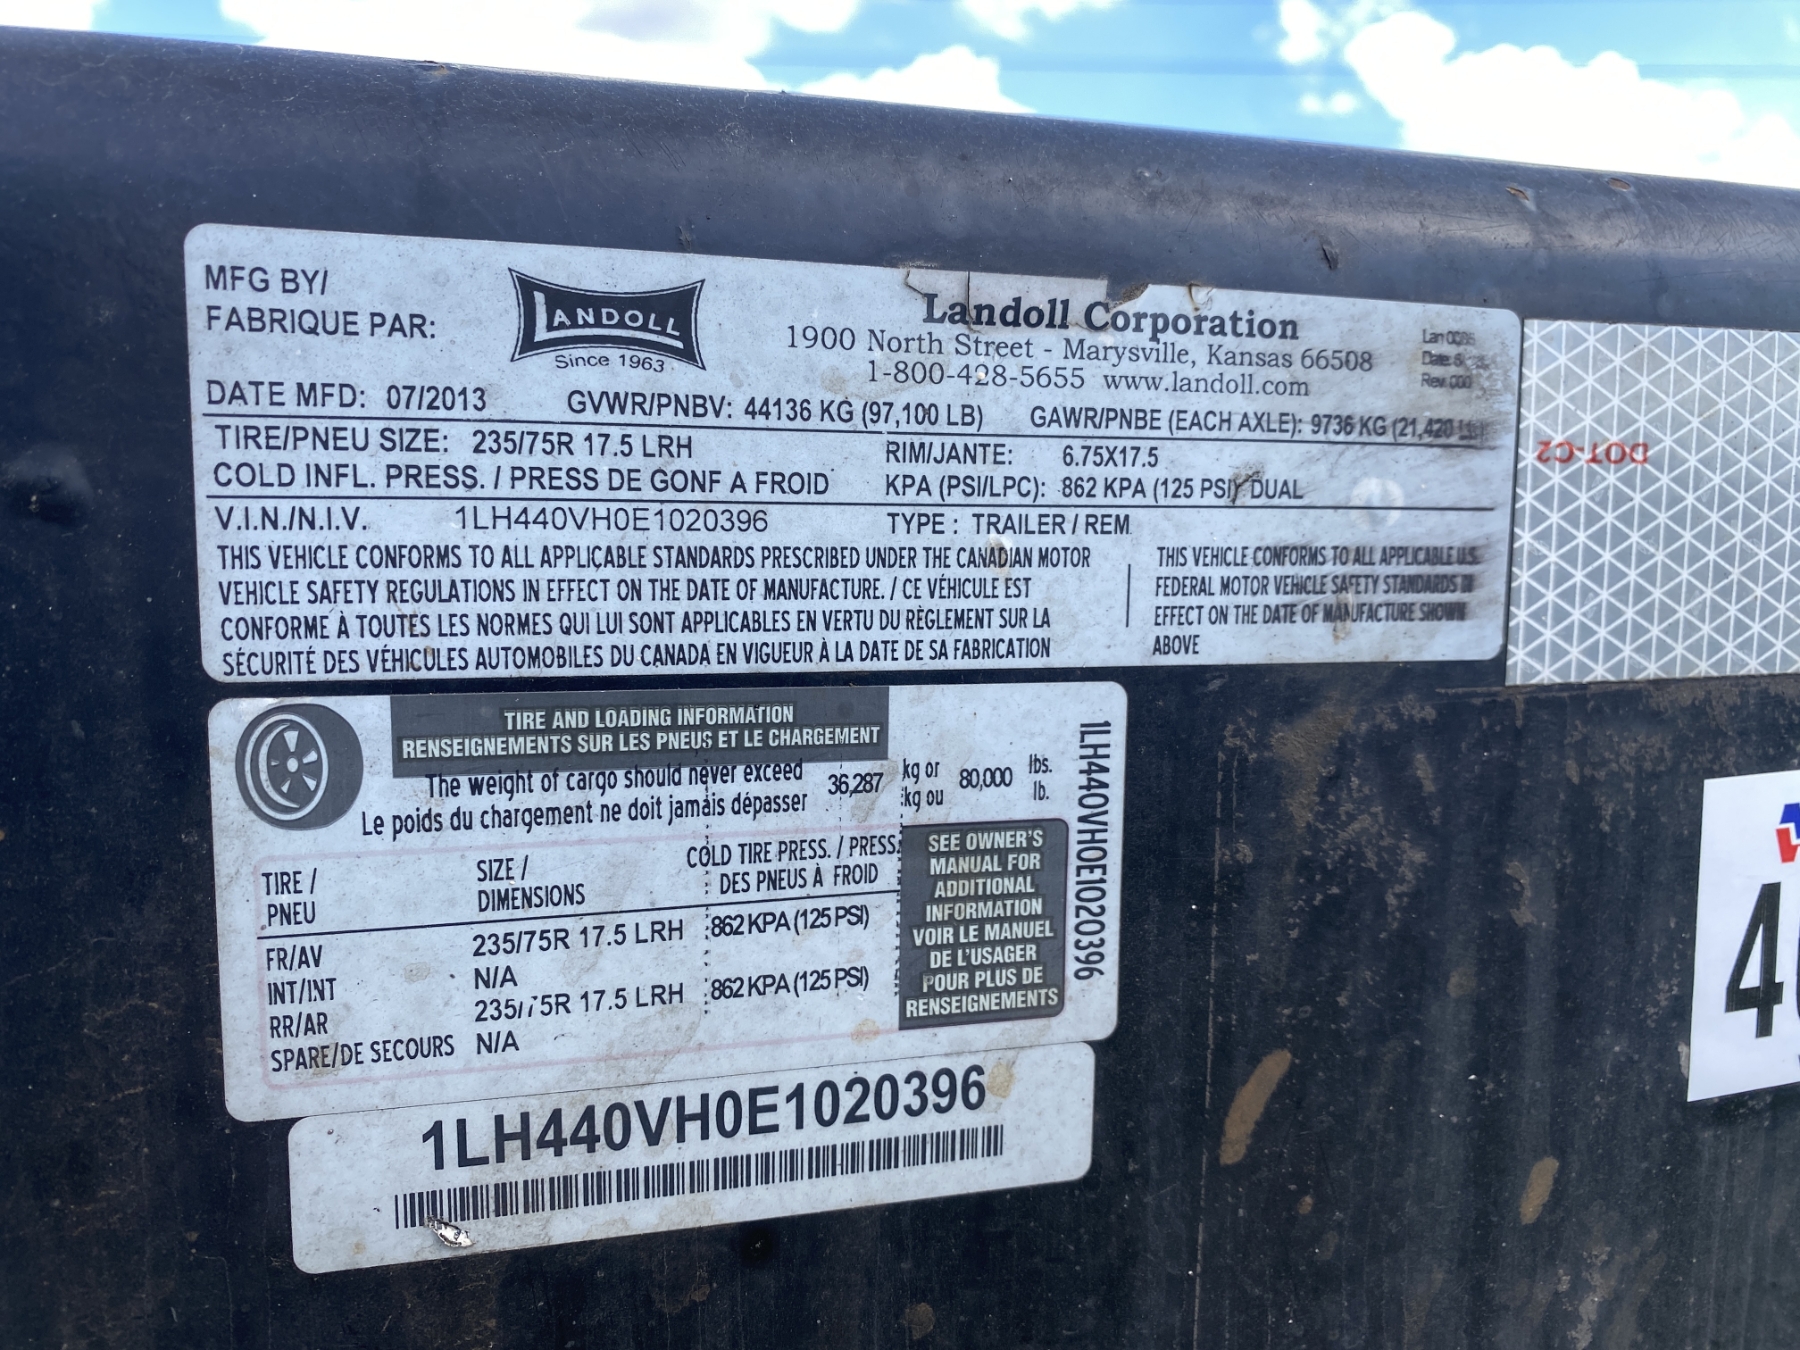 MFG BY/
FABRIQUE PAR:
LANDOLL
Since 1963
Landoll Corporation
1900 North Street - Marysville, Kansas 66508
1-800-428-5655 www.landoll.com
Rev 000
DATE MFD: 07/2013 GVWR/PNBV: 44136 KG (97,100 LB) GAWR/PNBE (EACH AXLE): 9736 KG (21,420
TIRE/PNEU SIZE: 235/75R 17.5 LRH RIM/JANTE: 6.75X17.5
COLD INFL. PRESS. / PRESS DE GONF A FROID KPA (PSI/LPC): 862 KPA (125 PSI) DUAL
V.I.N./N.I.V. 1LH440VH0E1020396 TYPE : TRAILER / REM
THIS VEHICLE CONFORMS TO ALL APPLICABLE STANDARDS PRESCRIBED UNDER THE CANADIAN MOTOR
VEHICLE SAFETY REGULATIONS IN EFFECT ON THE DATE OF MANUFACTURE. / CE VÉHICULE EST
CONFORME À TOUTES LES NORMES QUI LUI SONT APPLICABLES EN VERTU DU RÈGLEMENT SUR LA
SÉCURITÉ DES VÉHICULES AUTOMOBILES DU CANADA EN VIGUEUR À LA DATE DE SA FABRICATION
THIS VEHICLE CONFORMS TO ALL APPLICABLE U.S.
FEDERAL MOTOR VEHICLE SAFETY STANDARDS IN
EFFECT ON THE DATE OF MANUFACTURE SHOWN
ABOVE
DOT-C2
TIRE AND LOADING INFORMATION
RENSEIGNEMENTS SUR LES PNEUS ET LE CHARGEMENT
The weight of cargo should never exceed 36,287 kg or 80,000 lbs.
Le poids du chargement ne doit jamais dépasser kg ou lb.
TIRE / SIZE / COLD TIRE PRESS. / PRESS.
PNEU DIMENSIONS DES PNEUS À FROID
FR/AV 235/75R 17.5 LRH 862 KPA (125 PSI)
INT/INT N/A
RR/AR 235/75R 17.5 LRH 862 KPA (125 PSI)
SPARE/DE SECOURS N/A
SEE OWNER'S
MANUAL FOR
ADDITIONAL
INFORMATION
VOIR LE MANUEL
DE L'USAGER
POUR PLUS DE
RENSEIGNEMENTS
1LH440VH0E1020396
1LH440VH0E1020396
4